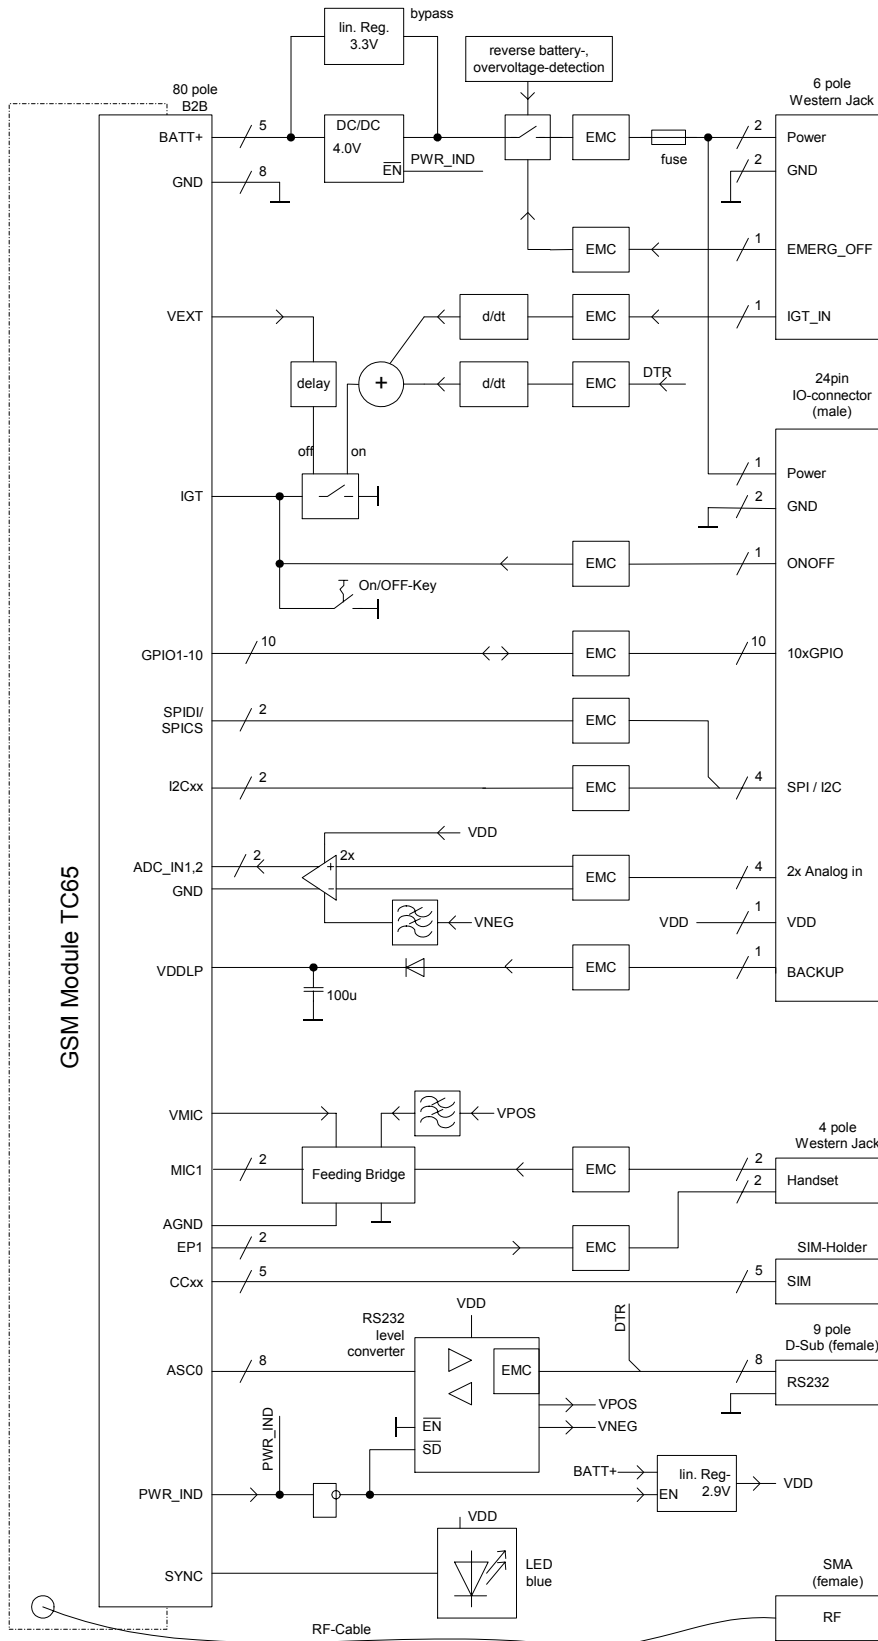 bypass
lin. Reg.
3.3V
reverse battery-,
overvoltage-detection
80 pole
B2B
6 pole
Western Jack
BATT+
5
DC/DC
4.0V
EN
PWR_IND
EMC
fuse
2
Power
GND
8
2
GND
EMC
1
EMERG_OFF
VEXT
d/dt
EMC
1
IGT_IN
delay
+
d/dt
EMC
DTR
24pin
IO-connector
(male)
off
on
1
Power
IGT
2
GND
EMC
1
ONOFF
On/OFF-Key
GPIO1-10
10
EMC
10
10xGPIO
SPIDI/
SPICS
2
EMC
I2Cxx
2
EMC
4
SPI / I2C
VDD
ADC_IN1,2
2
2x
+
-
EMC
4
2x Analog in
GND
VNEG
VDD
1
VDD
GSM Module TC65
VDDLP
EMC
1
BACKUP
100u
VMIC
VPOS
4 pole
Western Jack
MIC1
2
Feeding Bridge
EMC
2
2
Handset
AGND
EP1
2
EMC
SIM-Holder
CCxx
5
5
SIM
RS232
level
converter
VDD
DTR
9 pole
D-Sub (female)
ASC0
8
EMC
8
RS232
VPOS
EN
VNEG
SD
PWR_IND
BATT+
lin. Reg-
2.9V
EN
VDD
PWR_IND
VDD
SYNC
LED
blue
SMA
(female)
RF
RF-Cable